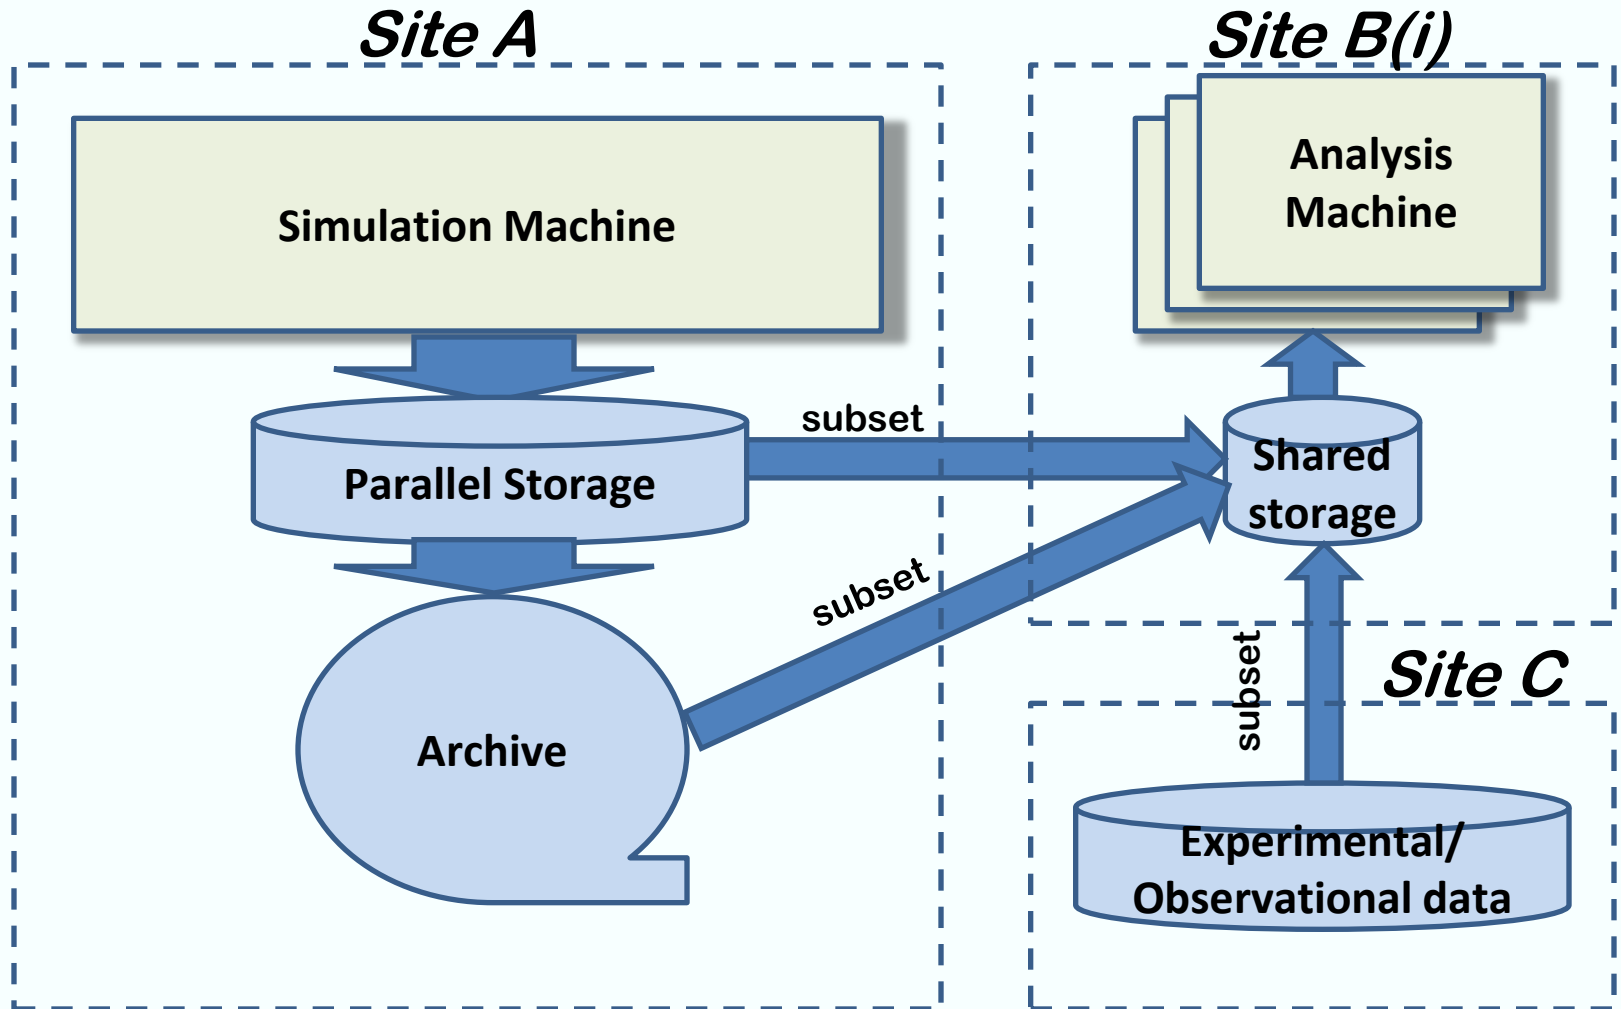 Site A
Site B(i)
Simulation Machine
Analysis
Machine
subset
Parallel Storage
Shared
storage
subset
subset
Site C
Archive
Experimental/
Observational data